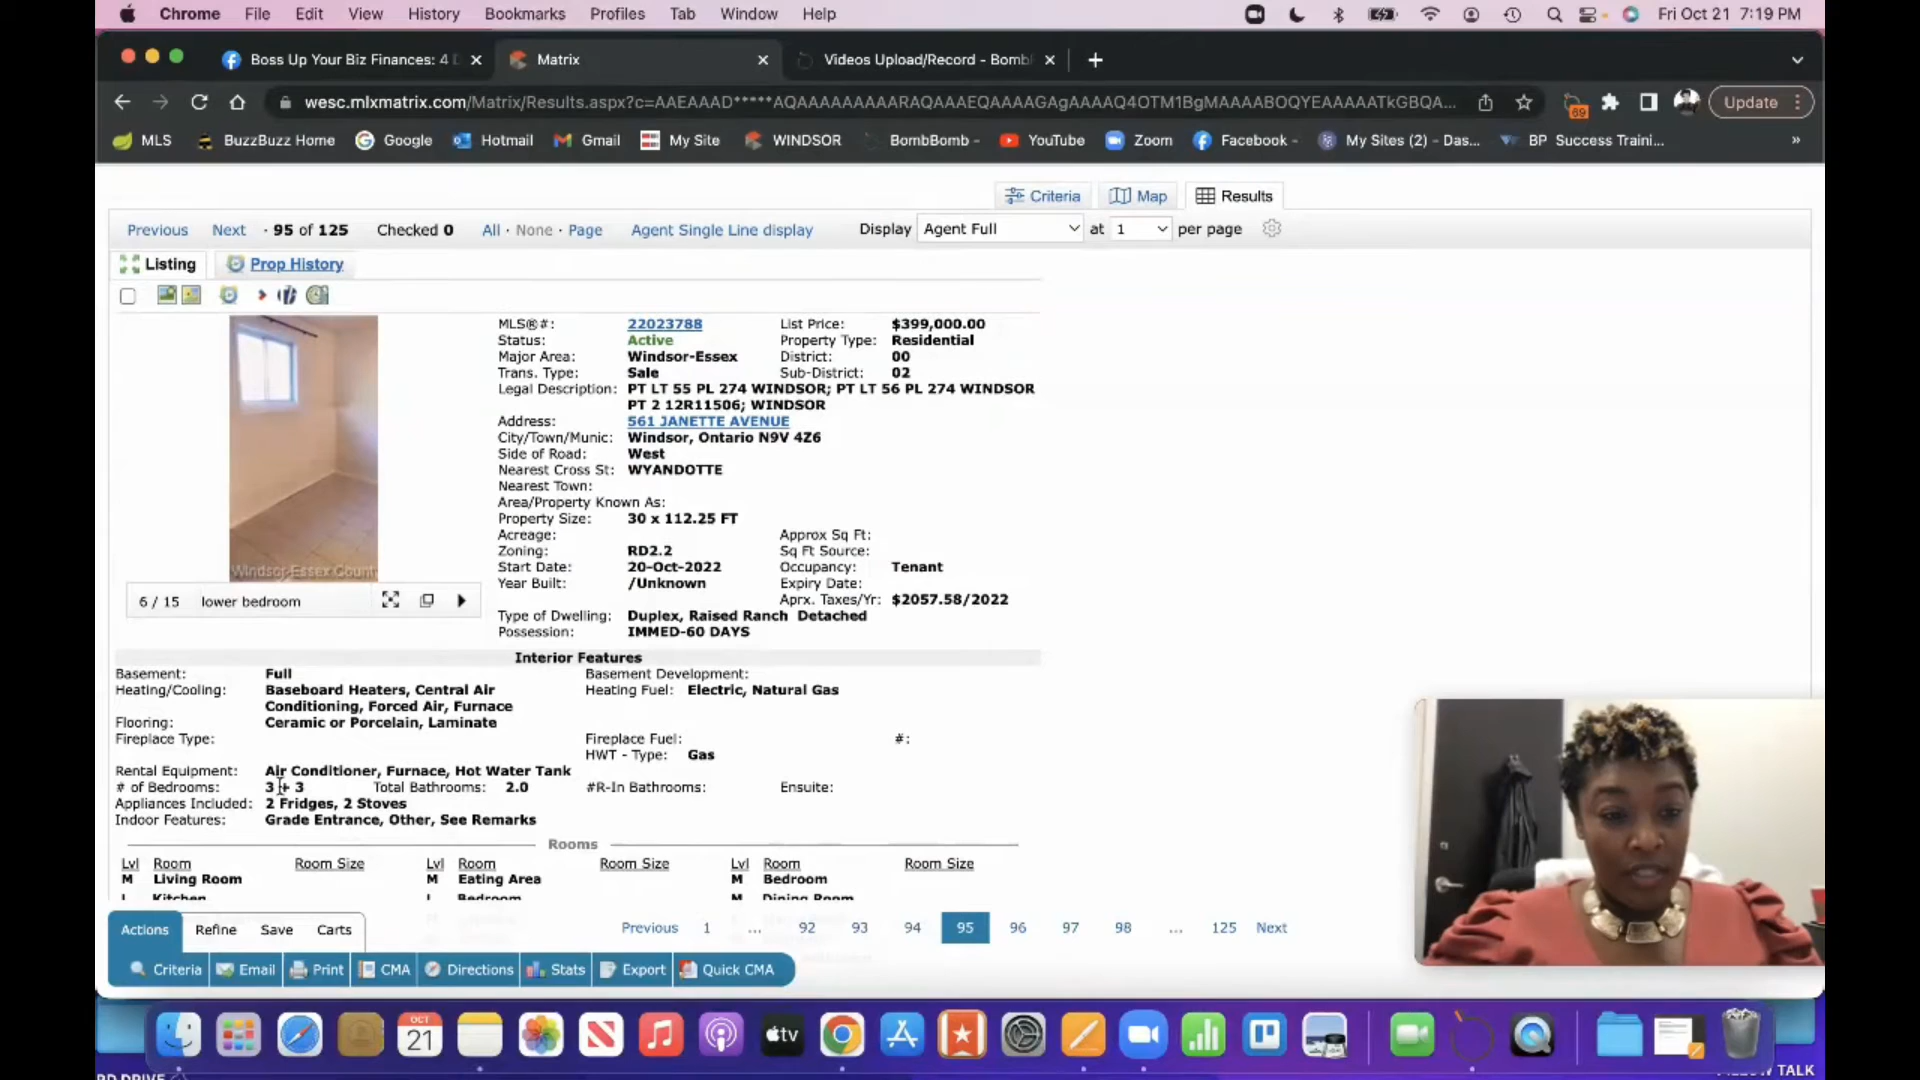 Chrome File Edit View History Bookmarks Profiles Tab Window Help Fri Oct 21 7:19 PM
Boss Up Your Biz Finances: 4 Matrix Videos Upload/Record - Bomb
wesc.mlxmatrix.com/Matrix/Results.aspx?c=AAEAAAD*****AQAAAAAAAAARAQAAAEQAAAAGAgAAAAQ4OTM1BgMAAAABOQYEAAAAATkGBQA... 69 Update
MLS BuzzBuzz Home Google Hotmail Gmail My Site WINDSOR BombBomb - YouTube Zoom Facebook - My Sites (2) - Das... BP Success Traini... »
Criteria Map Results
Previous Next · 95 of 125 Checked 0 All · None · Page Agent Single Line display Display Agent Full at 1 per page
Listing Prop History
MLS®#: 22023788 List Price: $399,000.00
Status: Active Property Type: Residential
Major Area: Windsor-Essex District: 00
Trans. Type: Sale Sub-District: 02
Legal Description: PT LT 55 PL 274 WINDSOR; PT LT 56 PL 274 WINDSOR
PT 2 12R11506; WINDSOR
Address: 561 JANETTE AVENUE
City/Town/Munic: Windsor, Ontario N9V 4Z6
Side of Road: West
Nearest Cross St: WYANDOTTE
Nearest Town:
Area/Property Known As:
Property Size: 30 x 112.25 FT
Acreage: Approx Sq Ft:
Zoning: RD2.2 Sq Ft Source:
Start Date: 20-Oct-2022 Occupancy: Tenant
Windsor-Essex Count
Year Built: /Unknown Expiry Date:
Aprx. Taxes/Yr: $2057.58/2022
6 / 15 lower bedroom
Type of Dwelling: Duplex, Raised Ranch Detached
Possession: IMMED-60 DAYS
Interior Features
Basement: Full Basement Development:
Heating/Cooling: Baseboard Heaters, Central Air Heating Fuel: Electric, Natural Gas
Conditioning, Forced Air, Furnace
Flooring: Ceramic or Porcelain, Laminate
Fireplace Type: Fireplace Fuel: #:
HWT - Type: Gas
Rental Equipment: Air Conditioner, Furnace, Hot Water Tank
# of Bedrooms: 3 + 3 Total Bathrooms: 2.0 #R-In Bathrooms: Ensuite:
Appliances Included: 2 Fridges, 2 Stoves
Indoor Features: Grade Entrance, Other, See Remarks
Rooms
Lvl Room Room Size Lvl Room Room Size Lvl Room Room Size
M Living Room M Eating Area M Bedroom
L Kitchen L Bedroom M Dining Room
Actions Refine Save Carts Previous 1 ... 92 93 94 95 96 97 98 ... 125 Next
Criteria Email Print CMA Directions Stats Export Quick CMA
OCT
21
tv
RD DRIVE
TALK